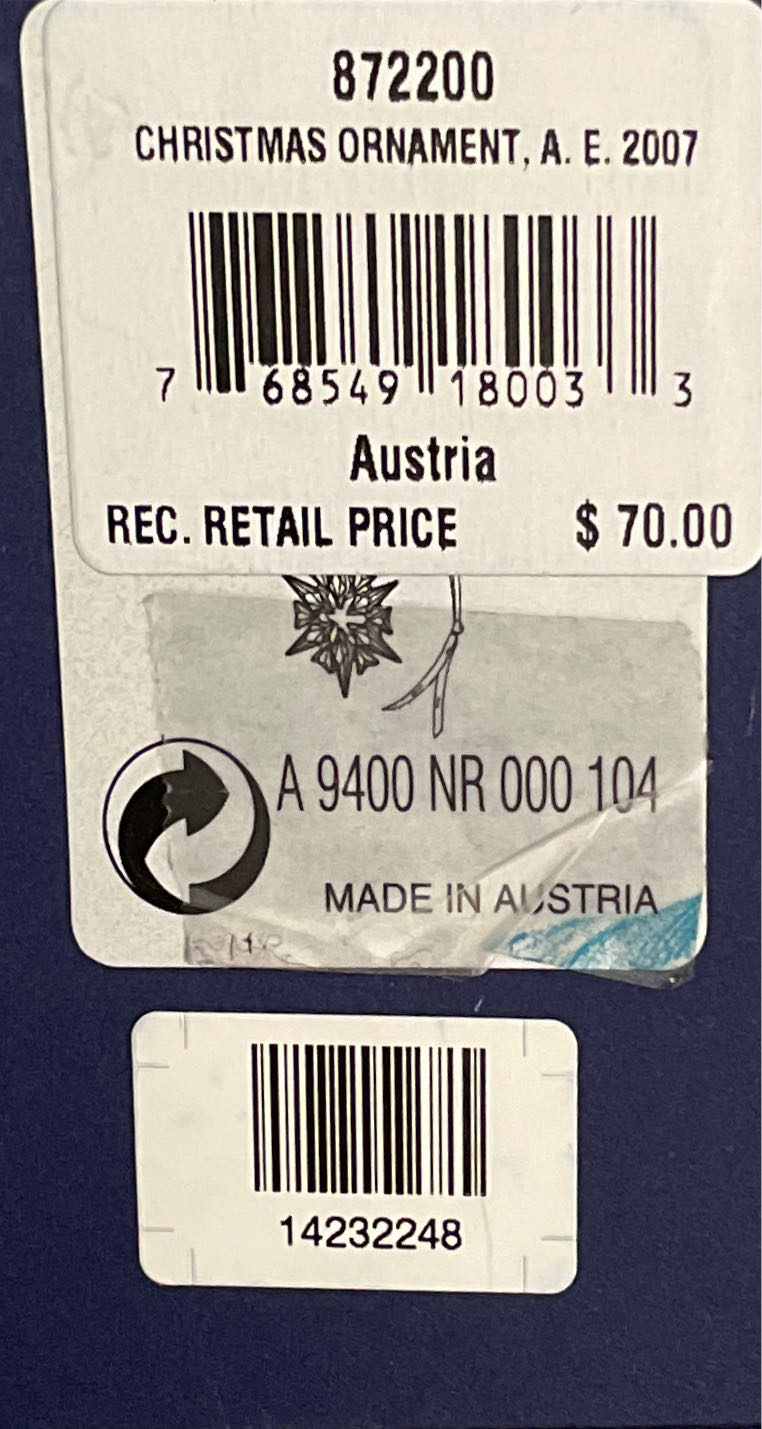 872200
CHRISTMAS ORNAMENT, A. E. 2007
7 68549 18003 3
Austria
REC. RETAIL PRICE $ 70.00
A 9400 NR 000 104
MADE IN AUSTRIA
14232248